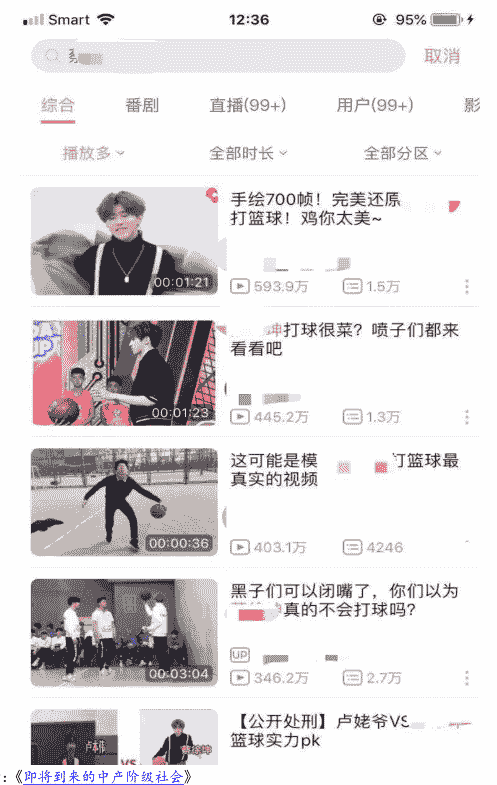 Smart 12:36 95%
取消
综合 番剧 直播(99+) 用户(99+) 影
播放多 全部时长 全部分区
手绘700帧！完美还原
打篮球！鸡你太美~
00:01:21
593.9万 1.5万
坤打球很菜？喷子们都来
看看吧
00:01:23
445.2万 1.3万
这可能是模 打篮球最
真实的视频
00:00:36
403.1万 4246
黑子们可以闭嘴了，你们以为
真的不会打球吗？
UP
00:03:04
346.2万 2.7万
【公开处刑】卢姥爷VS
篮球实力pk
VS
：《即将到来的中产阶级社会》